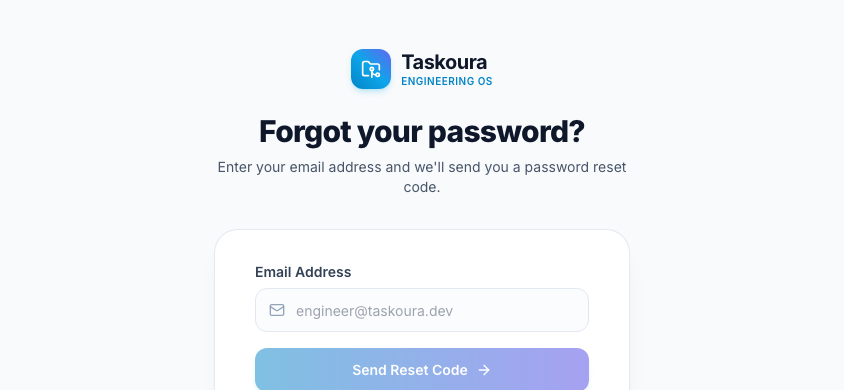 Taskoura
ENGINEERING OS
Forgot your password?
Enter your email address and we'll send you a password reset
code.
Email Address
engineer@taskoura.dev
Send Reset Code